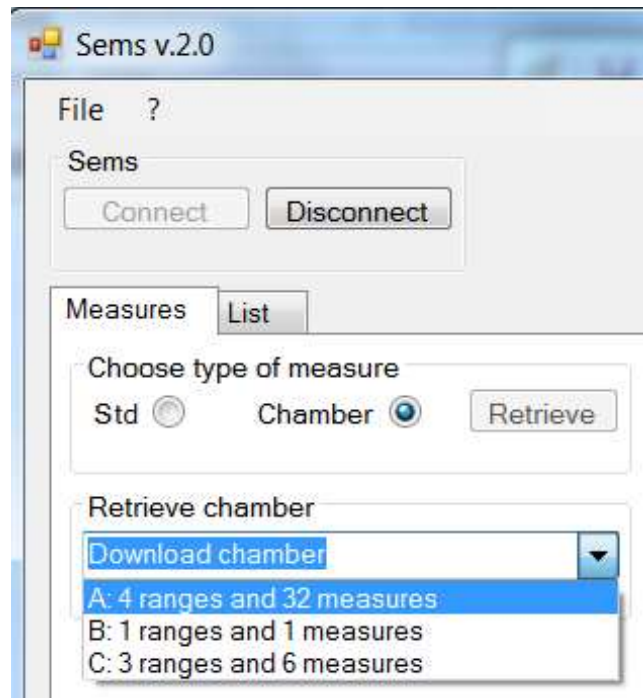 Sems v.2.0
File ?
Sems
Connect Disconnect
Measures List
Choose type of measure
Std Chamber Retrieve
Retrieve chamber
Download chamber
A: 4 ranges and 32 measures
B: 1 ranges and 1 measures
C: 3 ranges and 6 measures